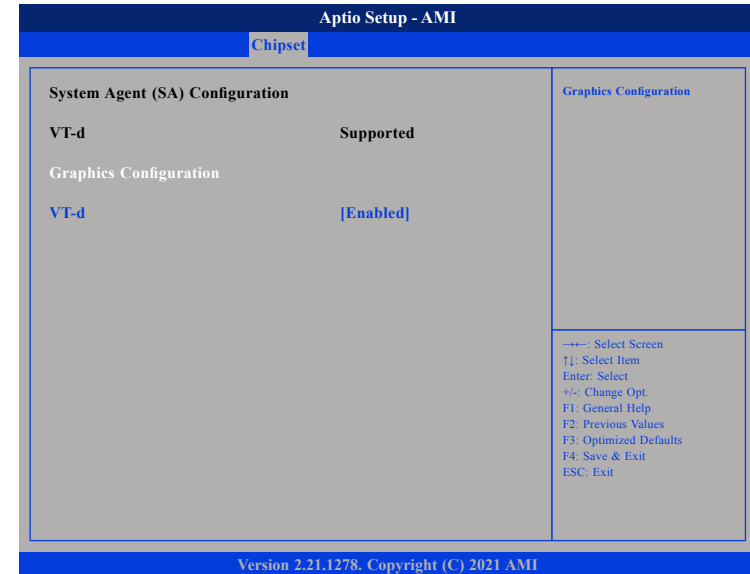 Aptio Setup - AMI
Chipset
System Agent (SA) Configuration
VT-d Supported
Graphics Configuration
VT-d [Enabled]
Graphics Configuration
→←: Select Screen
↑↓: Select Item
Enter: Select
+/-: Change Opt.
F1: General Help
F2: Previous Values
F3: Optimized Defaults
F4: Save & Exit
ESC: Exit
Version 2.21.1278. Copyright (C) 2021 AMI